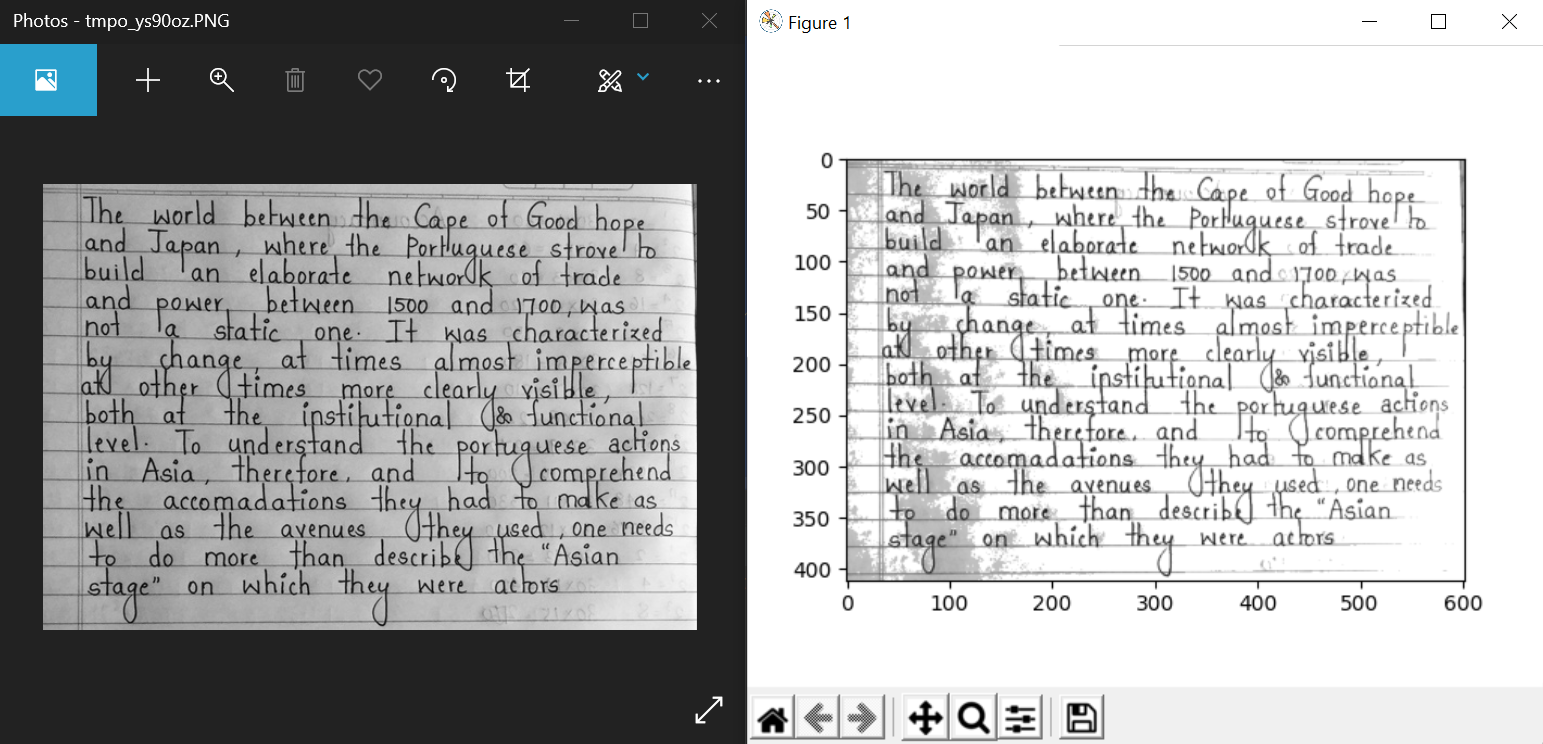 Photos - tmpo_ys90oz.PNG
The world between the Cape of Good hope
and Japan, where the Portuguese strove to
build an elaborate network of trade
and power, between 1500 and 1700, was
not a static one. It was characterized
by change, at times almost imperceptible
at other times more clearly visible,
both at the institutional & functional
level. To understand the portuguese actions
in Asia, therefore, and to comprehend
the accomadations they had to make as
well as the avenues they used, one needs
to do more than describe the "Asian
stage" on which they were actors
Figure 1
0
50
100
150
200
250
300
350
400
The world between the Cape of Good hope
and Japan, where the Portuguese strove to
build an elaborate network of trade
and power, between 1500 and 1700, was
not a static one. It was characterized
by change, at times almost imperceptible
at other times more clearly visible,
both at the institutional & functional
level. To understand the portuguese actions
in Asia, therefore, and to comprehend
the accomadations they had to make as
well as the avenues they used, one needs
to do more than describe the "Asian
stage" on which they were actors
0 100 200 300 400 500 600